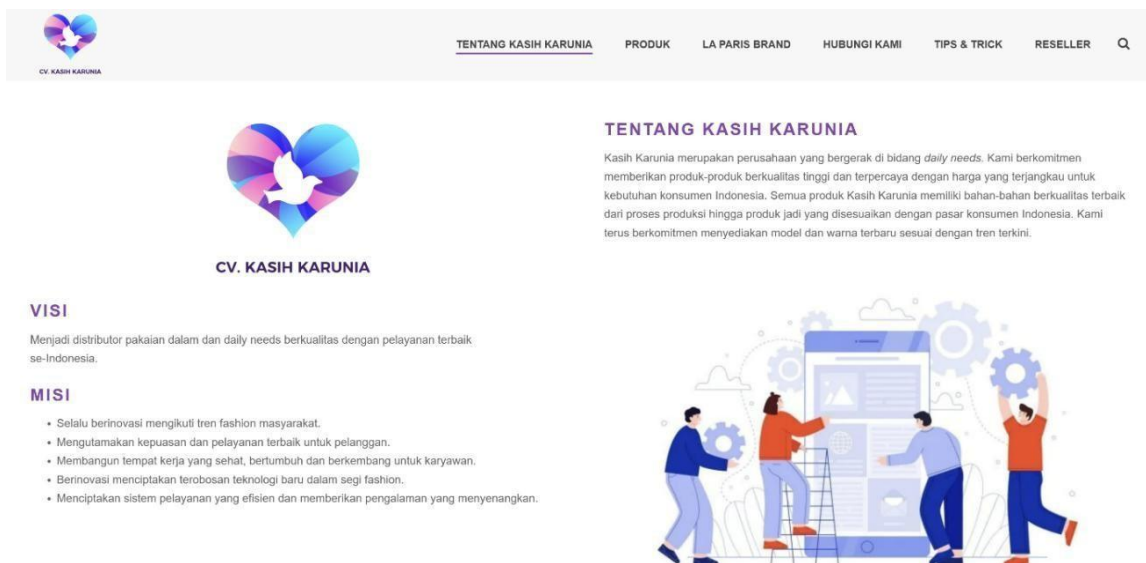 CV. KASIH KARUNIA
TENTANG KASIH KARUNIA PRODUK LA PARIS BRAND HUBUNGI KAMI TIPS & TRICK RESELLER
CV. KASIH KARUNIA
VISI
Menjadi distributor pakaian dalam dan daily needs berkualitas dengan pelayanan terbaik
se-Indonesia.
MISI
• Selalu berinovasi mengikuti tren fashion masyarakat.
• Mengutamakan kepuasan dan pelayanan terbaik untuk pelanggan.
• Membangun tempat kerja yang sehat, bertumbuh dan berkembang untuk karyawan.
• Berinovasi menciptakan terobosan teknologi baru dalam segi fashion.
• Menciptakan sistem pelayanan yang efisien dan memberikan pengalaman yang menyenangkan.
TENTANG KASIH KARUNIA
Kasih Karunia merupakan perusahaan yang bergerak di bidang daily needs. Kami berkomitmen
memberikan produk-produk berkualitas tinggi dan terpercaya dengan harga yang terjangkau untuk
kebutuhan konsumen Indonesia. Semua produk Kasih Karunia memiliki bahan-bahan berkualitas terbaik
dari proses produksi hingga produk jadi yang disesuaikan dengan pasar konsumen Indonesia. Kami
terus berkomitmen menyediakan model dan warna terbaru sesuai dengan tren terkini.